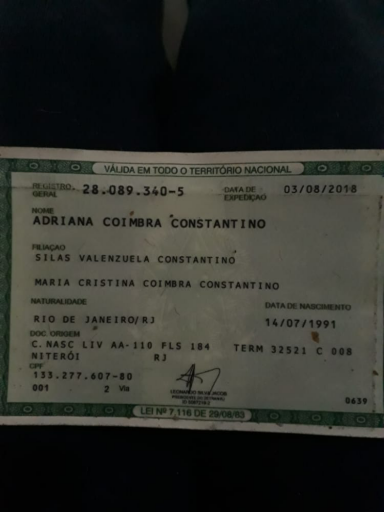 VÁLIDA EM TODO O TERRITÓRIO NACIONAL
REGISTRO GERAL 28.089.340-5 DATA DE EXPEDIÇÃO 03/08/2018
NOME
ADRIANA COIMBRA CONSTANTINO
FILIAÇÃO
SILAS VALENZUELA CONSTANTINO
MARIA CRISTINA COIMBRA CONSTANTINO
NATURALIDADE DATA DE NASCIMENTO
RIO DE JANEIRO/RJ 14/07/1991
DOC. ORIGEM
C.NASC LIV AA-110 FLS 184 TERM 32521 C 008
NITERÓI RJ
CPF
133.277.607-80
001 2 Via
0639
LEI Nº 7.116 DE 29/08/83